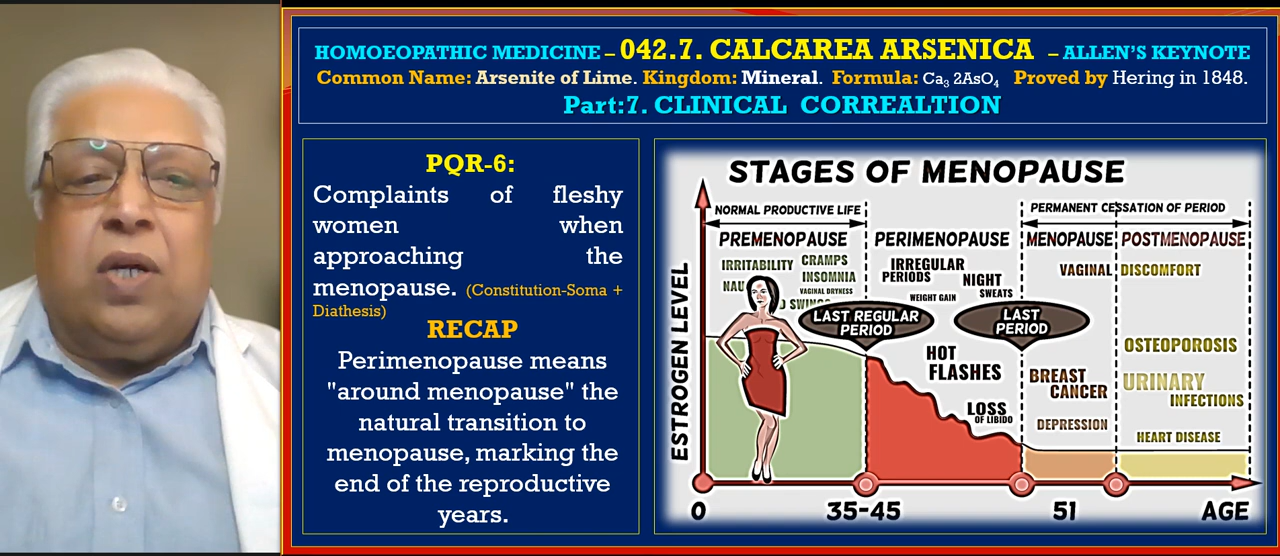 HOMOEOPATHIC MEDICINE – 042.7. CALCAREA ARSENICA – ALLEN'S KEYNOTE
Common Name: Arsenite of Lime. Kingdom: Mineral. Formula: Ca3 2AsO4 Proved by Hering in 1848.
Part:7. CLINICAL CORREALTION
PQR-6:
Complaints of fleshy
women when
approaching the
menopause. (Constitution-Soma +
Diathesis)
RECAP
Perimenopause means
"around menopause" the
natural transition to
menopause, marking the
end of the reproductive
years.
STAGES OF MENOPAUSE
NORMAL PRODUCTIVE LIFE
PERMANENT CESSATION OF PERIOD
PREMENOPAUSE
PERIMENOPAUSE
MENOPAUSE
POSTMENOPAUSE
IRRITABILITY
CRAMPS
INSOMNIA
VAGINAL DRYNESS
IRREGULAR
PERIODS
NIGHT
SWEATS
WEIGHT GAIN
VAGINAL DISCOMFORT
LAST REGULAR
PERIOD
LAST
PERIOD
HOT
FLASHES
LOSS
OF LIBIDO
BREAST
CANCER
DEPRESSION
OSTEOPOROSIS
URINARY
INFECTIONS
HEART DISEASE
ESTROGEN LEVEL
0
35-45
51
AGE